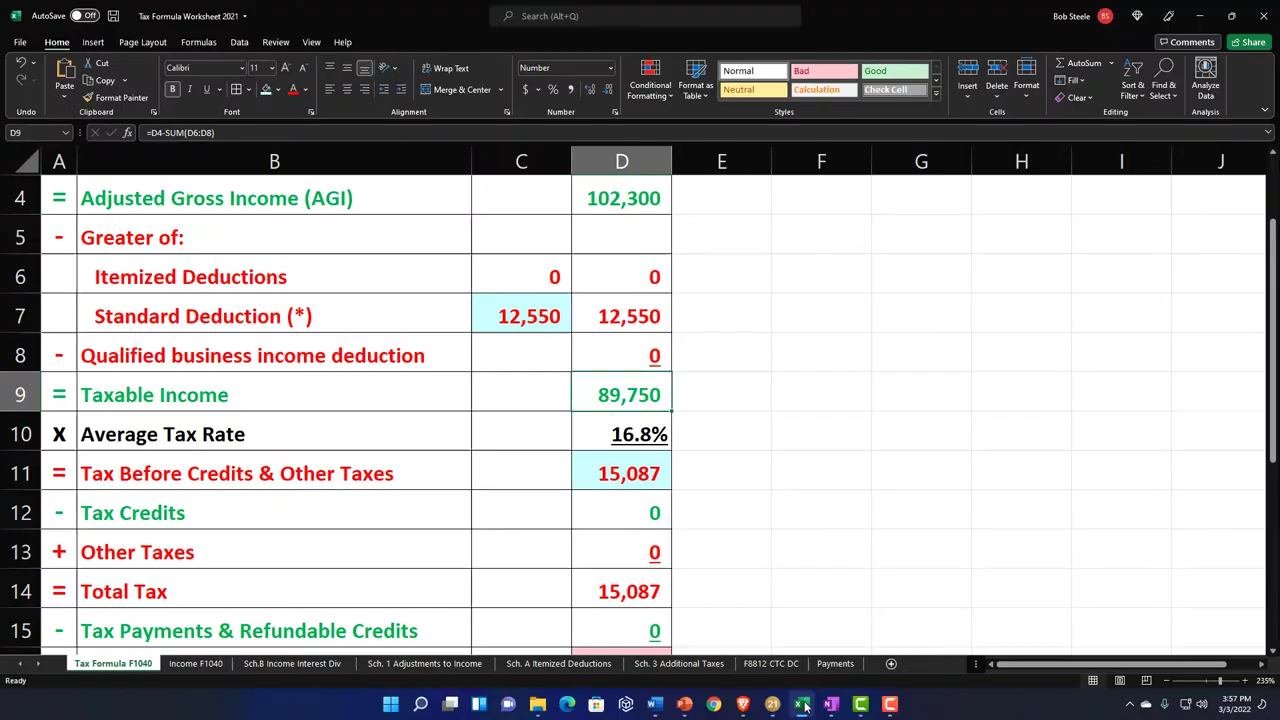 AutoSave Off Tax Formula Worksheet 2021 Search (Alt+Q) Bob Steele BS
File Home Insert Page Layout Formulas Data Review View Help Comments Share
Paste Cut Copy Format Painter
Calibri 11 Wrap Text Merge & Center Number
B I U A $ % 9
Conditional Formatting Format as Table
Normal Bad Good
Neutral Calculation Check Cell
Insert Delete Format
AutoSum Fill Clear Sort & Filter Find & Select Analyze Data
Undo Clipboard Font Alignment Number Styles Cells Editing Analysis
D9 fx =D4-SUM(D6:D8)
A B C D E F G H I J
4 = Adjusted Gross Income (AGI) 102,300
5 - Greater of:
6 Itemized Deductions 0 0
7 Standard Deduction (*) 12,550 12,550
8 - Qualified business income deduction 0
9 = Taxable Income 89,750
10 X Average Tax Rate 16.8%
11 = Tax Before Credits & Other Taxes 15,087
12 - Tax Credits 0
13 + Other Taxes 0
14 = Total Tax 15,087
15 - Tax Payments & Refundable Credits 0
Tax Formula F1040 Income F1040 Sch.B Income Interest Div Sch. 1 Adjustments to Income Sch. A Itemized Deductions Sch. 3 Additional Taxes F8812 CTC DC Payments
Ready 235%
21 3:57 PM
3/3/2022